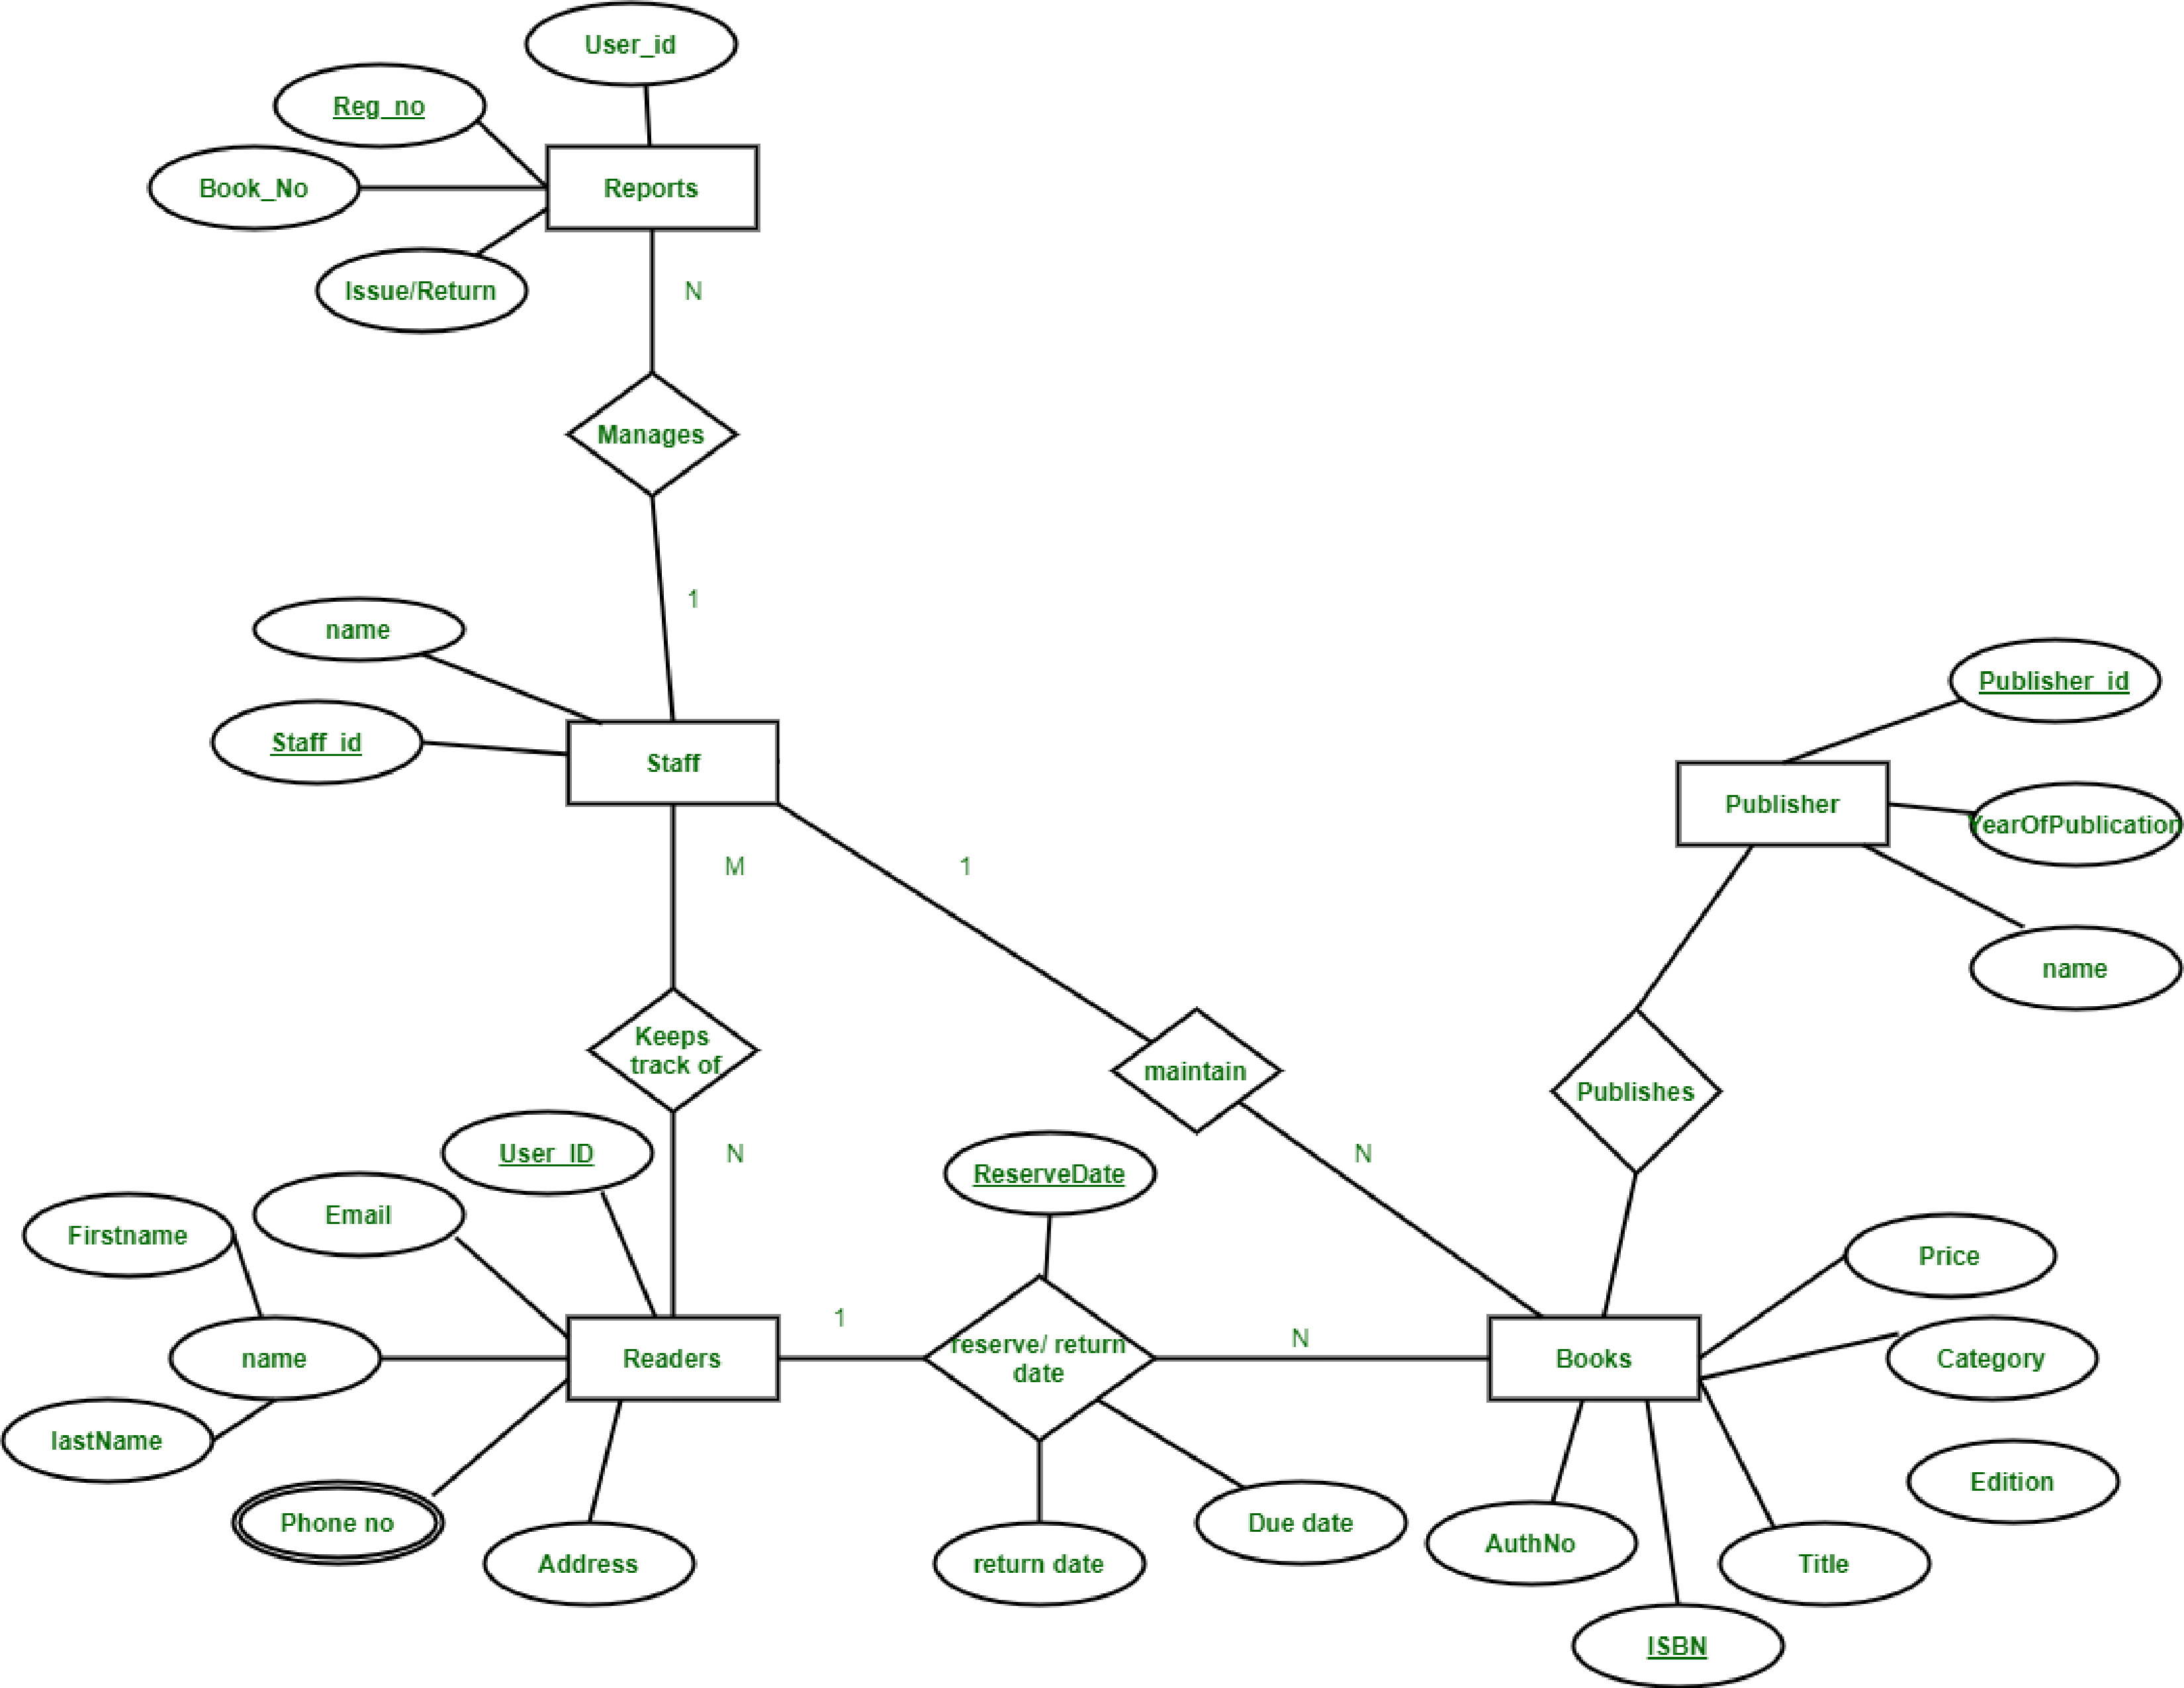 User_id
Reg_no
Book_No
Reports
Issue/Return
N
Manages
1
name
Staff_id
Staff
Publisher_id
Publisher
YearOfPublication
name
M
1
Keeps
track of
maintain
Publishes
N
N
User_ID
ReserveDate
Email
Firstname
name
lastName
Phone no
Address
Readers
1
reserve/ return
date
N
Books
Price
Category
Edition
Title
ISBN
AuthNo
Due date
return date